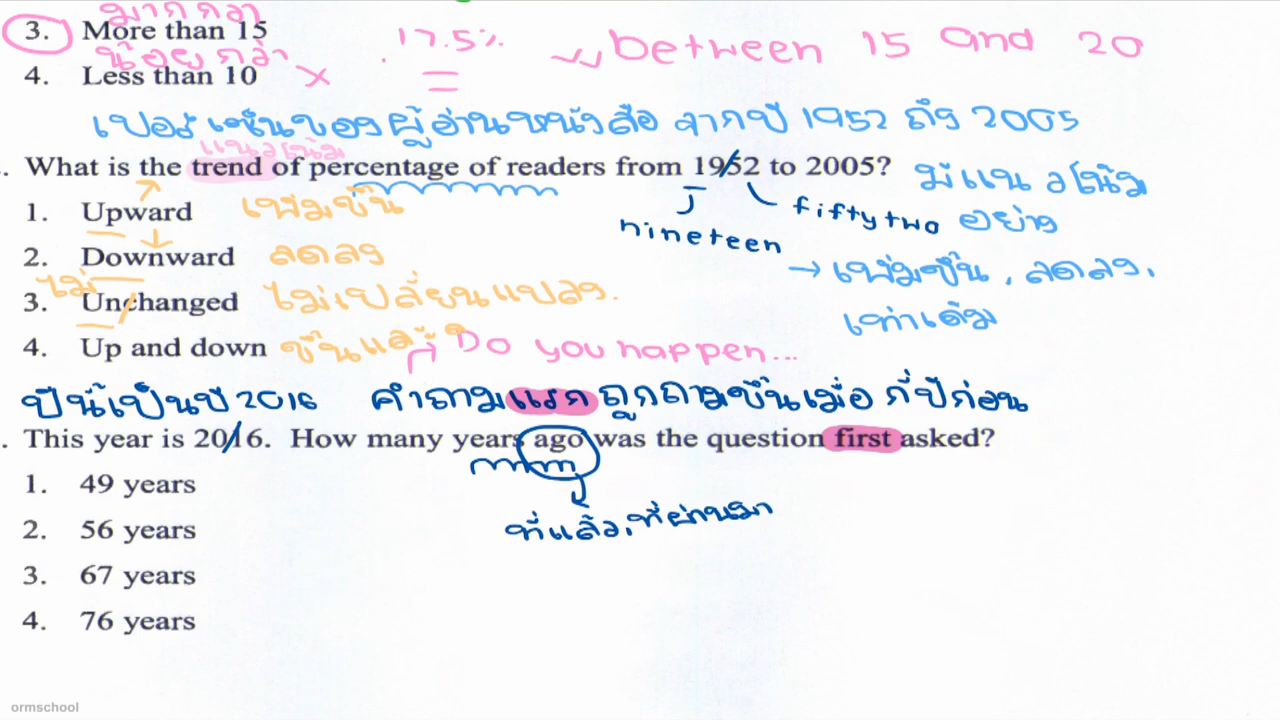 มากกว่า
3. More than 15
17.5% between 15 and 20
น้อยกว่า
4. Less than 10
เปอร์เซ็นของผู้อ่านหนังสือ จากปี 1952 ถึง 2005
แนวโน้ม
. What is the trend of percentage of readers from 1952 to 2005? มีแนวโน้ม
1. Upward เพิ่มขึ้น
nineteen fiftytwo อย่าง
2. Downward ลดลง
→ เพิ่มขึ้น, ลดลง,
ไม่
3. Unchanged ไม่เปลี่ยนแปลง.
เท่าเดิม
4. Up and down ขึ้นและ Do you happen...
ปีนี้เป็นปี 2016 คำถามแรกถูกถามขึ้นเมื่อ กี่ปีก่อน
. This year is 2016. How many years ago was the question first asked?
1. 49 years
ที่แล้ว, ที่ผ่านมา
2. 56 years
3. 67 years
4. 76 years
ormschool